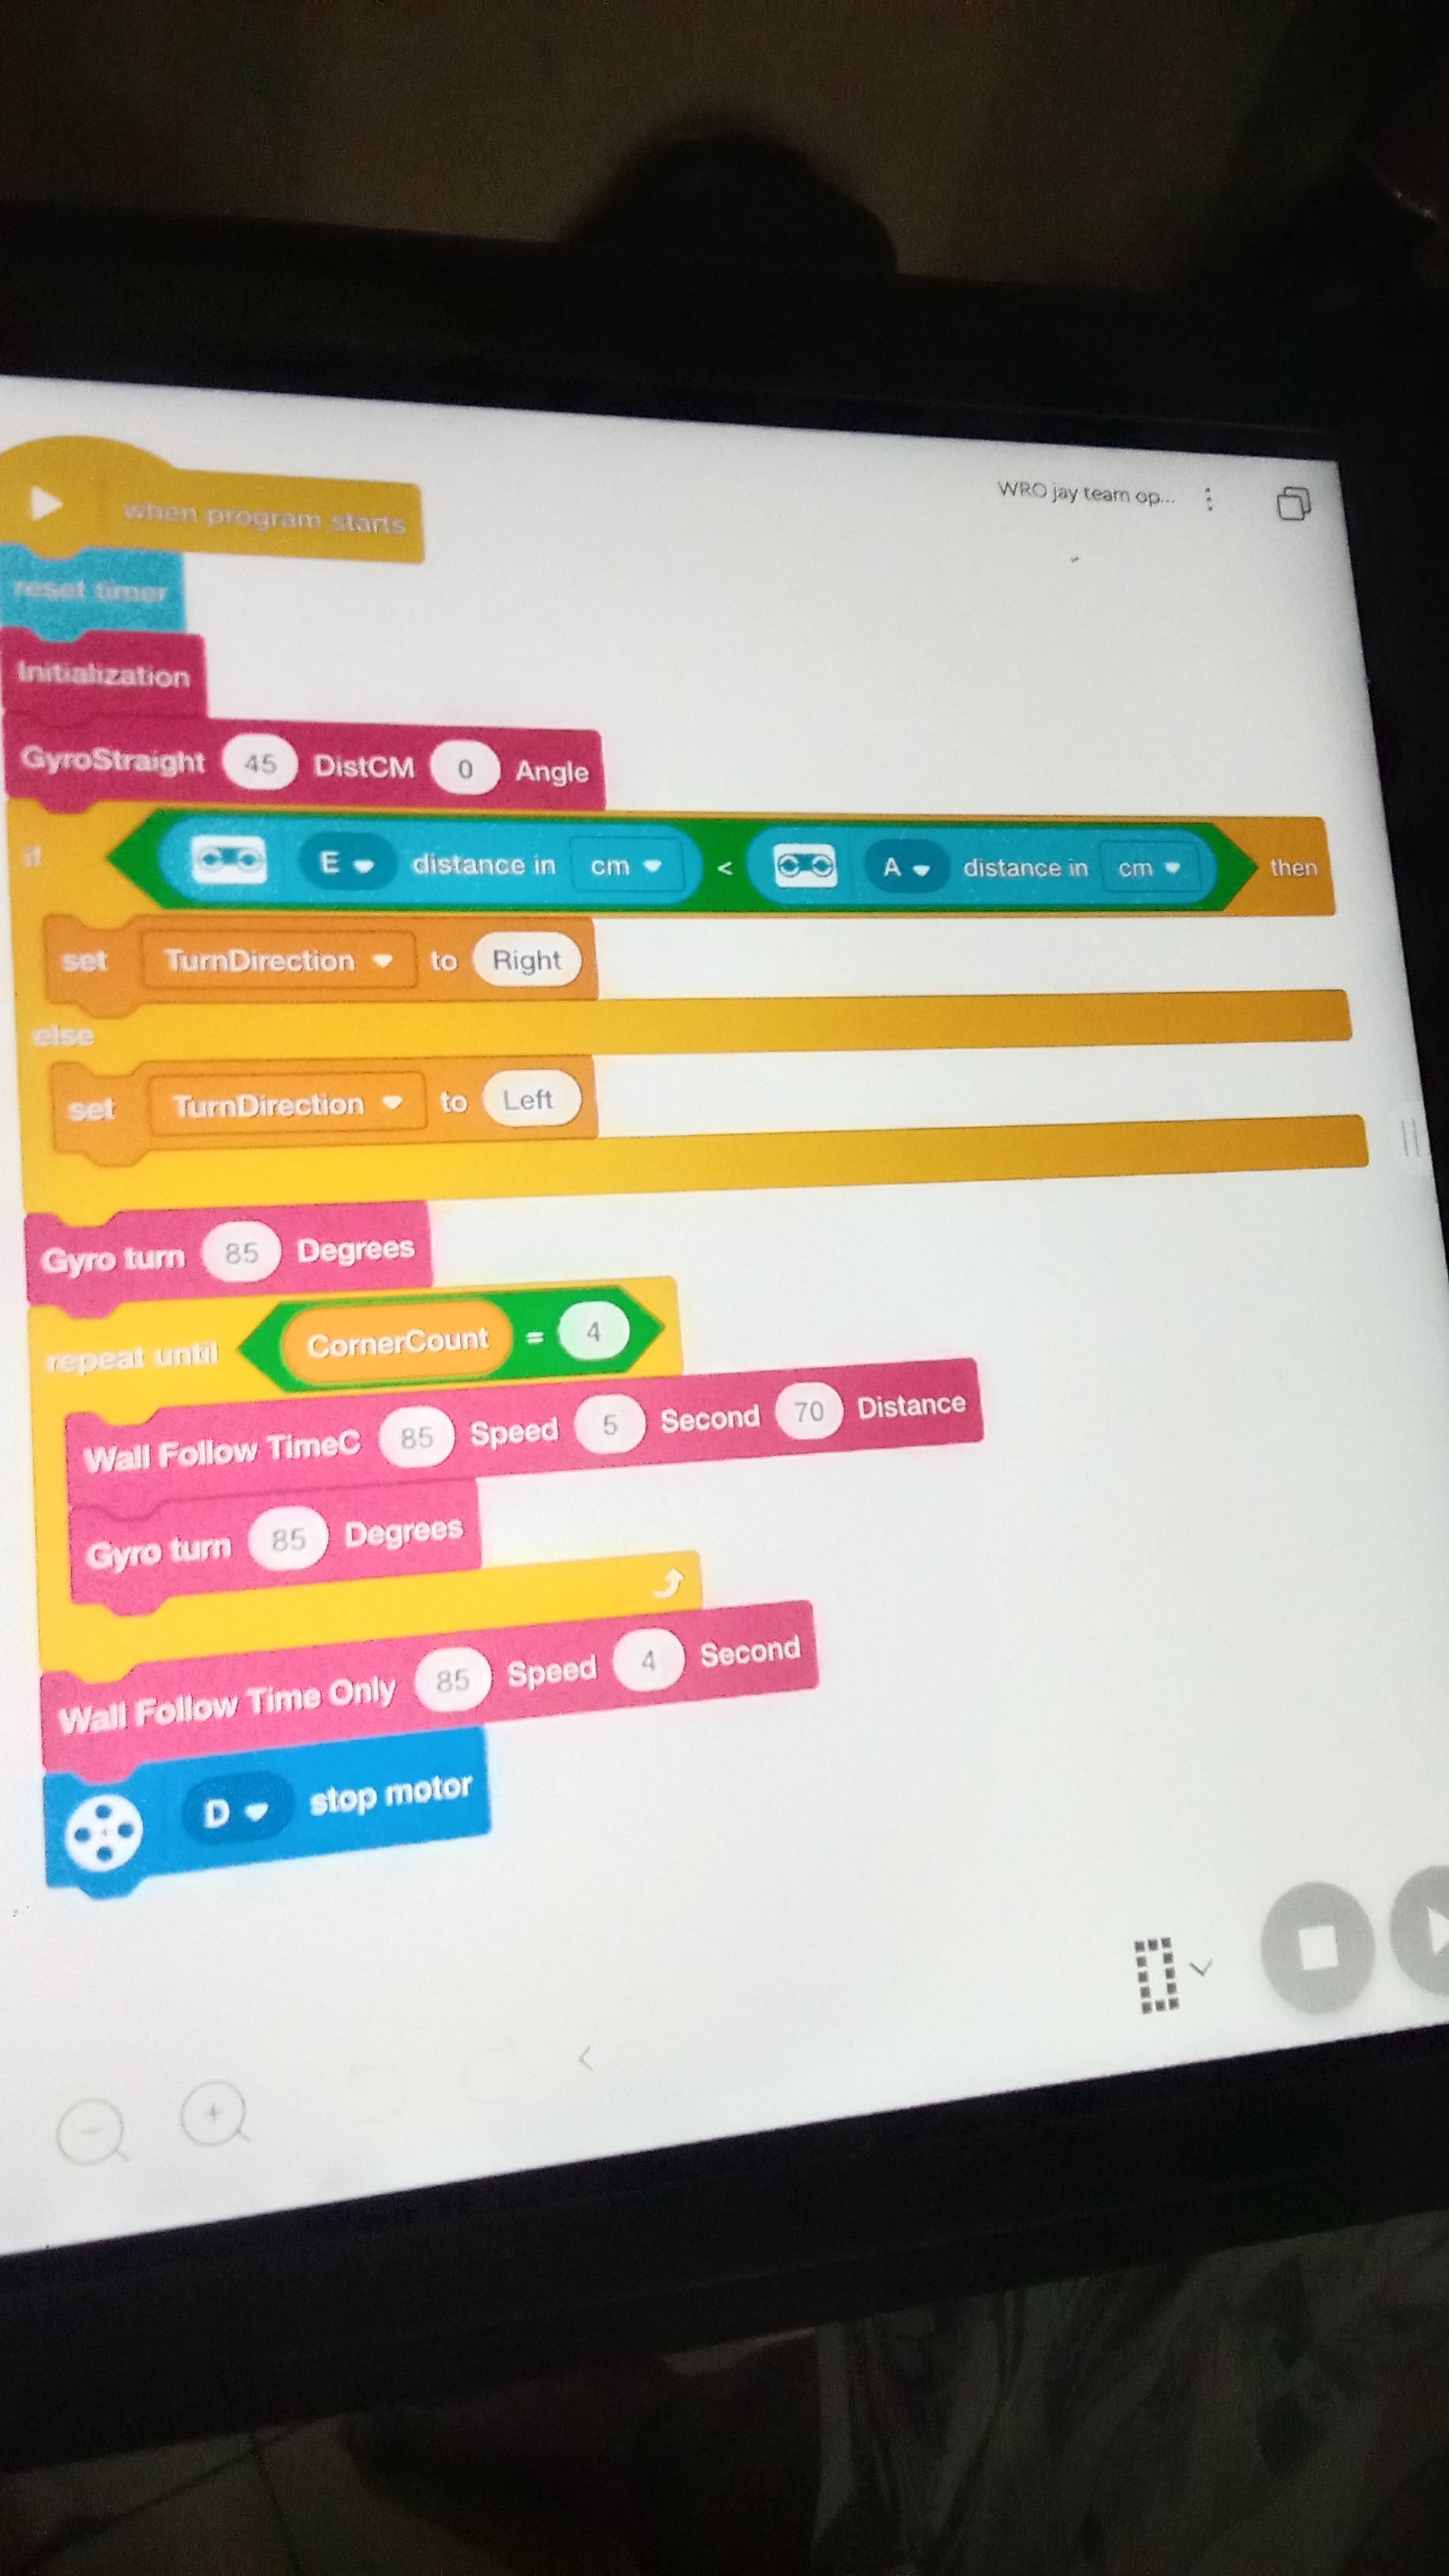 WRO jay team op...
when program starts
reset timer
Initialization
GyroStraight 45 DistCM 0 Angle
if E distance in cm < A distance in cm then
set TurnDirection to Right
else
set TurnDirection to Left
Gyro turn 85 Degrees
repeat until CornerCount = 4
Wall Follow TimeC 85 Speed 5 Second 70 Distance
Gyro turn 85 Degrees
Wall Follow Time Only 85 Speed 4 Second
D stop motor